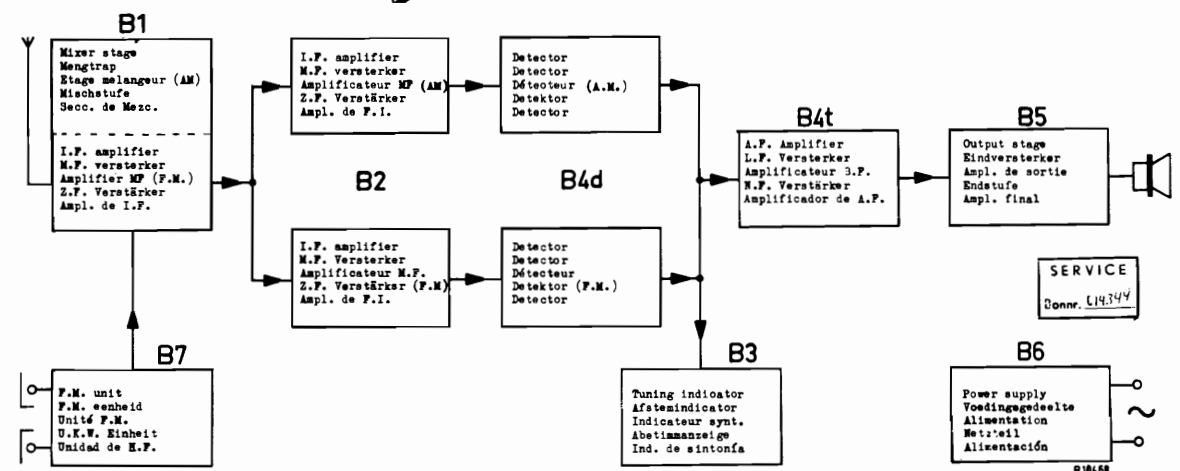 B1
Mixer stage
Mengtrap
Etage melangeur (AM)
Mischstufe
Secc. de Mezc.
I.F. amplifier
M.F. versterker
Amplifier MF (F.M.)
Z.F. Verstärker
Ampl. de I.F.
B2
I.F. amplifier
M.F. versterker
Amplificateur MF (AM)
Z.F. Verstärker
Ampl. de F.I.
I.F. amplifier
M.F. Versterker
Amplificateur M.F.
Z.F. Verstärker (F.M)
Ampl. de F.I.
B4d
Detector
Detector
Détecteur (A.M.)
Detektor
Detector
Detector
Detector
Détecteur
Detektor (F.M.)
Detector
B4t
A.F. Amplifier
L.F. Versterker
Amplificateur B.F.
N.F. Verstärker
Amplificador de A.F.
B5
Output stage
Eindversterker
Ampl. de sortie
Endstufe
Ampl. final
SERVICE
Donnr. L14.344
B7
F.M. unit
F.M. eenheid
Unité F.M.
U.K.W. Einheit
Unidad de H.F.
B3
Tuning indicator
Afstemindicator
Indicateur synt.
Abstimmanzeige
Ind. de sintonía
B6
Power supply
Voedingsgedeelte
Alimentation
Netzteil
Alimentación
~
R18468